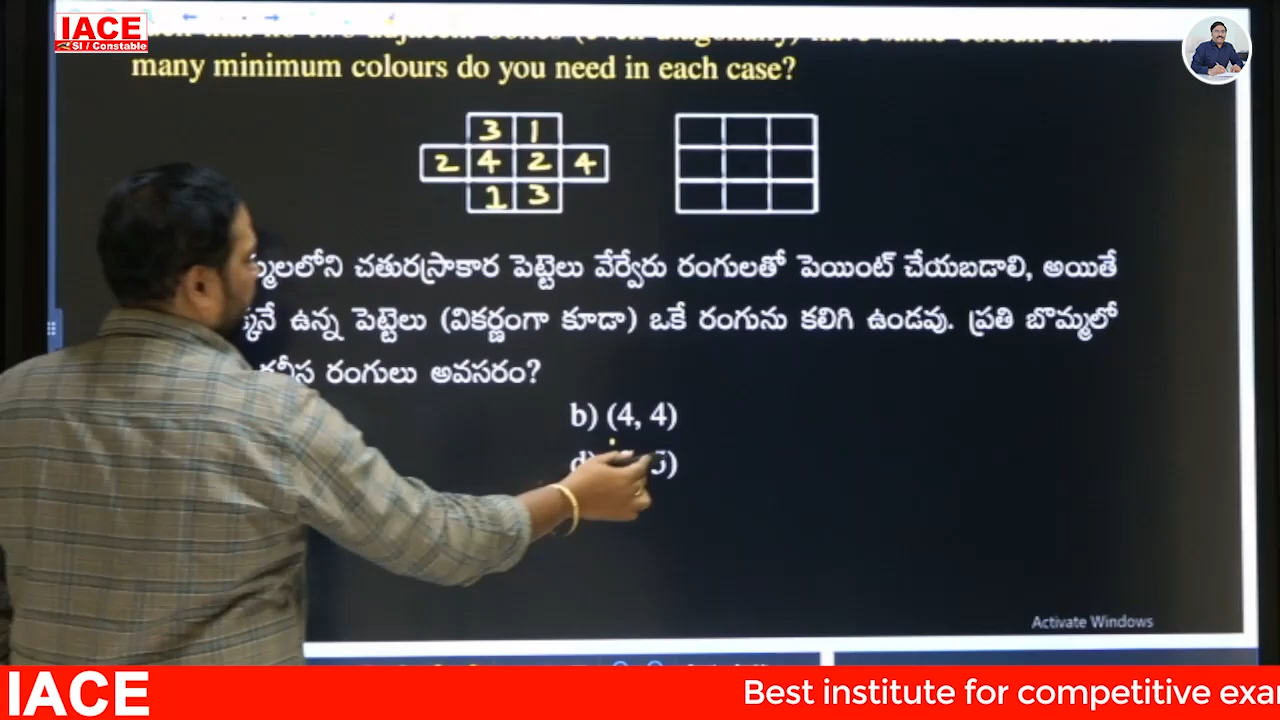 IACE
SI / Constable
many minimum colours do you need in each case?
3 1
2 4 2 4
1 3
చతురస్రాకార పెట్టెలు వేర్వేరు రంగులతో పెయింట్ చేయబడాలి, అయితే
ఉన్న పెట్టెలు (వికర్ణంగా కూడా) ఒకే రంగును కలిగి ఉండవు. ప్రతి బొమ్మలో
రంగులు అవసరం?
b) (4, 4)
Activate Windows
IACE
Best institute for competitive exa